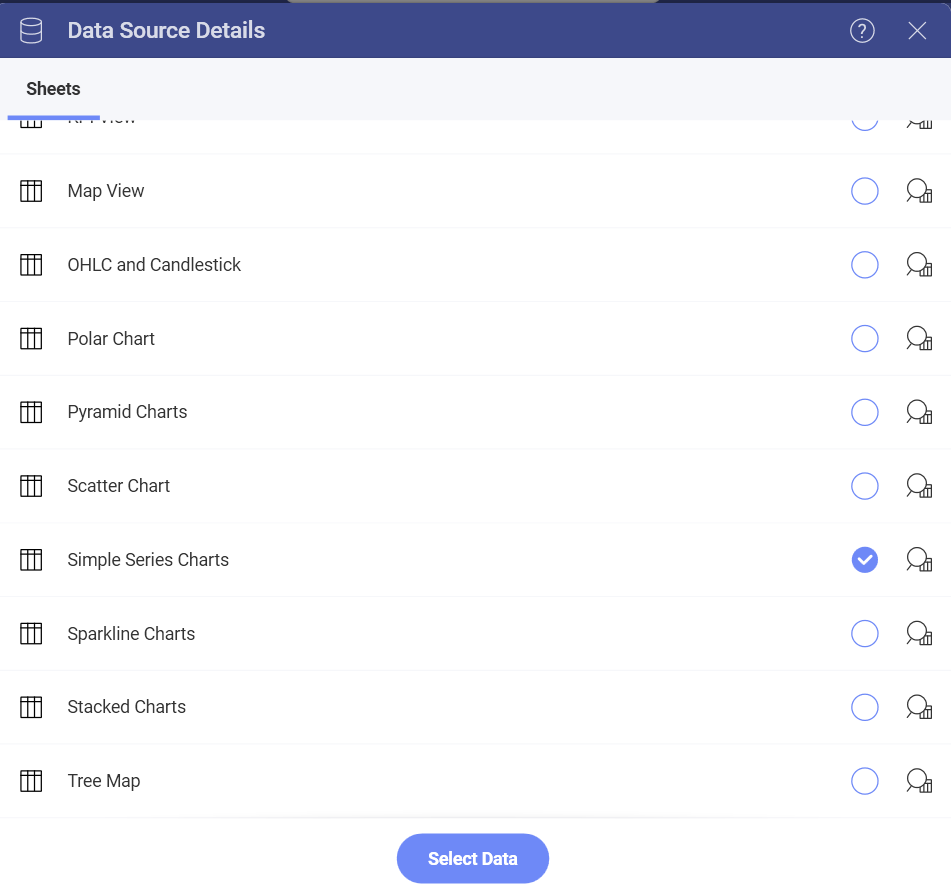 Data Source Details
?
Sheets
Map View
OHLC and Candlestick
Polar Chart
Pyramid Charts
Scatter Chart
Simple Series Charts
Sparkline Charts
Stacked Charts
Tree Map
Select Data